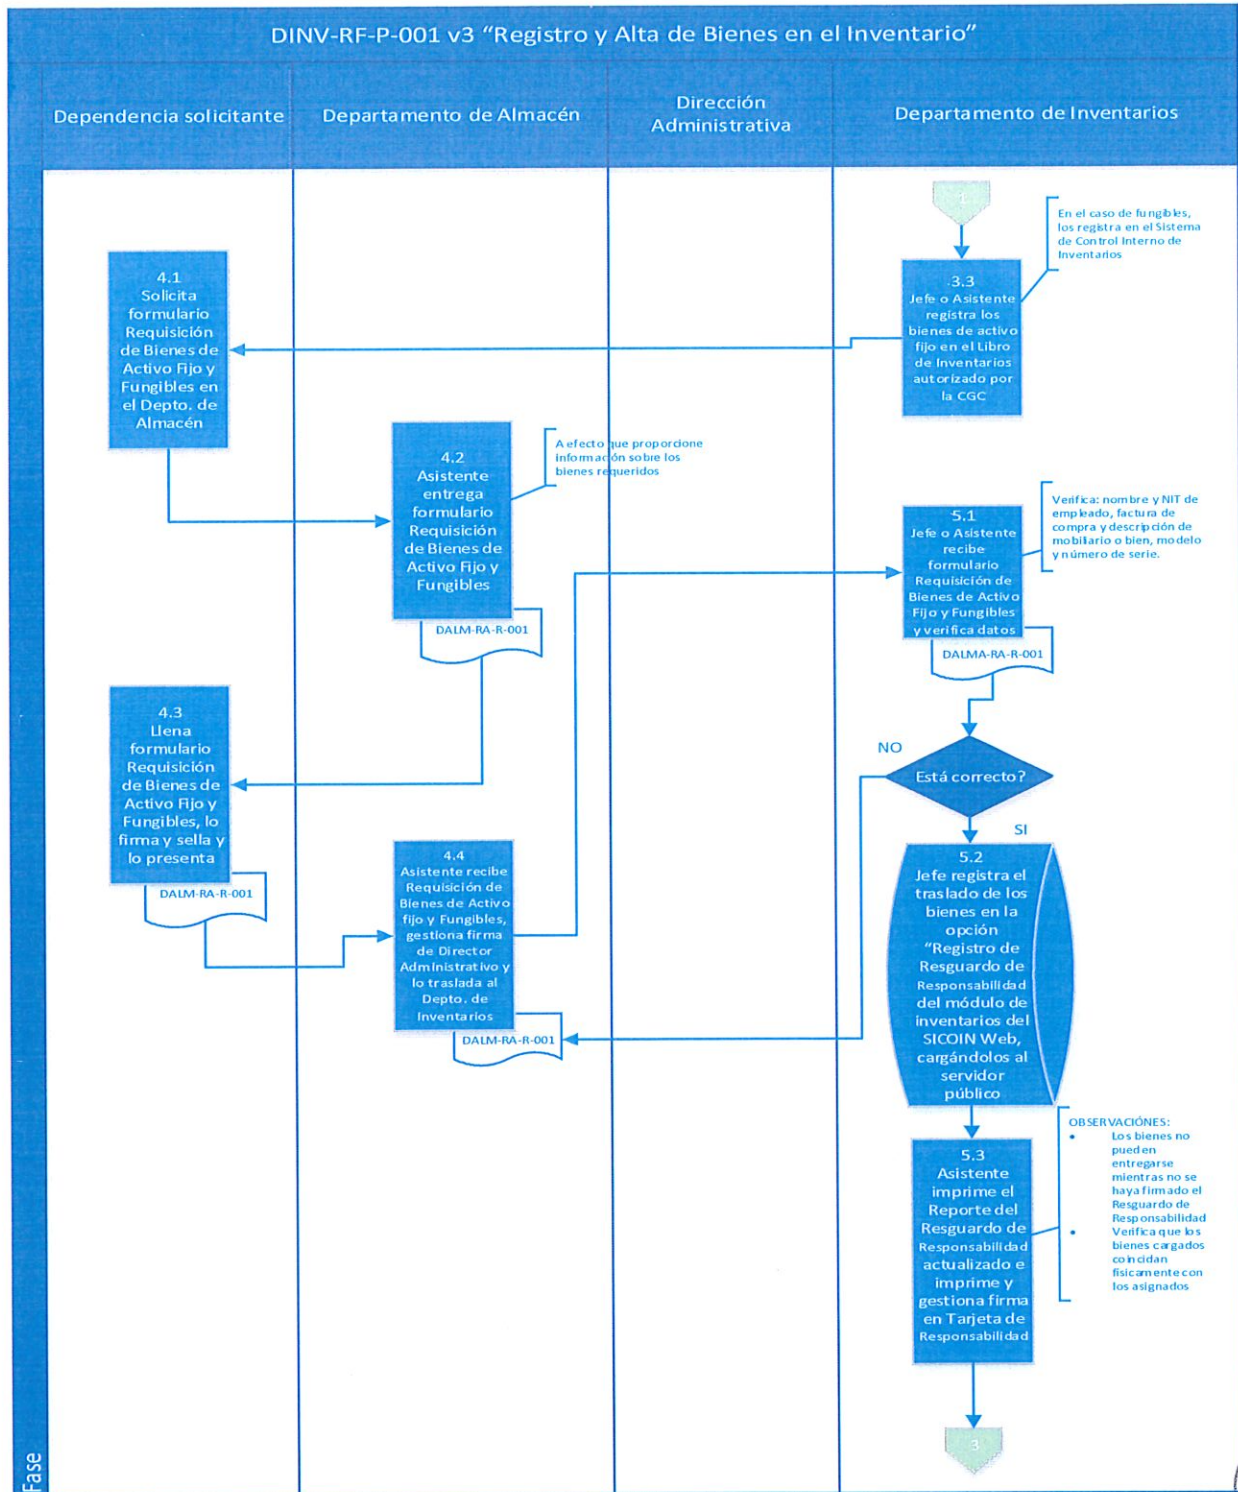 DINV-RF-P-001 v3 “Registro y Alta de Bienes en el Inventario”
Dependencia solicitante
Departamento de Almacén
Dirección
Administrativa
Departamento de Inventarios
1
En el caso de fungibles,
los registra en el Sistema
de Control Interno de
Inventarios
3.3
Jefe o Asistente
registra los
bienes de activo
fijo en el Libro
de Inventarios
autorizado por
la CGC
4.1
Solicita
formulario
Requisición
de Bienes de
Activo Fijo y
Fungibles en
el Depto. de
Almacén
4.2
Asistente
entrega
formulario
Requisición
de Bienes de
Activo Fijo y
Fungibles
A efecto que proporcione
información sobre los
bienes requeridos
DALM-RA-R-001
5.1
Jefe o Asistente
recibe
formulario
Requisición de
Bienes de Activo
Fijo y Fungibles
y verifica datos
Verifica: nombre y NIT de
empleado, factura de
compra y descripción de
mobiliario o bien, modelo
y número de serie.
DALMA-RA-R-001
4.3
Llena
formulario
Requisición
de Bienes de
Activo Fijo y
Fungibles, lo
firma y sella y
lo presenta
DALM-RA-R-001
NO
Está correcto?
SI
4.4
Asistente recibe
Requisición de
Bienes de Activo
fijo y Fungibles,
gestiona firma
de Director
Administrativo y
lo traslada al
Depto. de
Inventarios
DALM-RA-R-001
5.2
Jefe registra el
traslado de los
bienes en la
opción
“Registro de
Resguardo de
Responsabilidad
del módulo de
inventarios del
SICOIN Web,
cargándolos al
servidor
público
5.3
Asistente
imprime el
Reporte del
Resguardo de
Responsabilidad
actualizado e
imprime y
gestiona firma
en Tarjeta de
Responsabilidad
OBSERVACIÓNES:
• Los bienes no
pueden
entregarse
mientras no se
haya firmado el
Resguardo de
Responsabilidad
• Verifica que los
bienes cargados
coincidan
físicamente con
los asignados
3
Fase